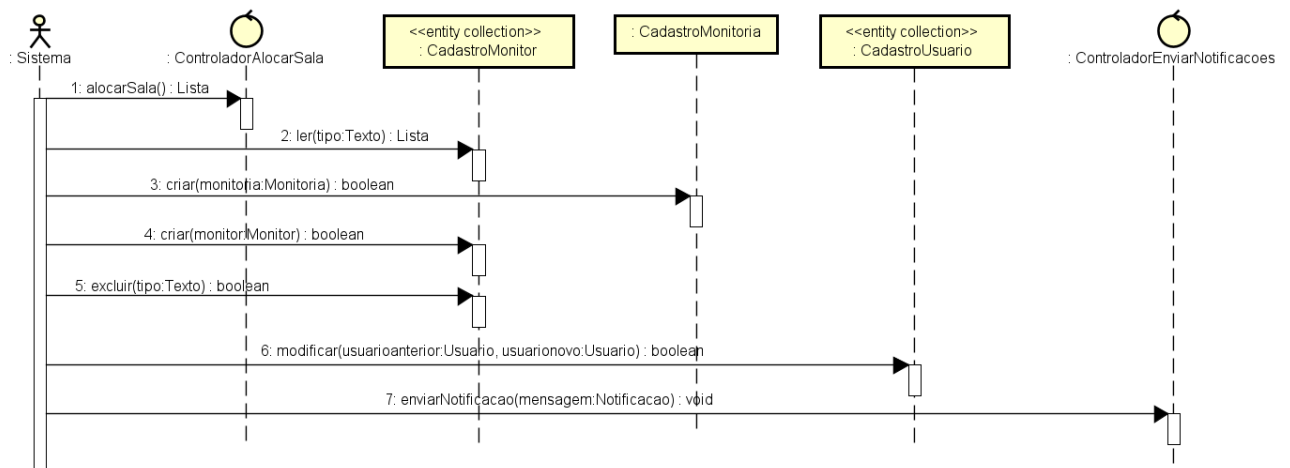 : Sistema
: ControladorAlocarSala
<<entity collection>>
: CadastroMonitor
: CadastroMonitoria
<<entity collection>>
: CadastroUsuario
: ControladorEnviarNotificacoes
1: alocarSala() : Lista
2: ler(tipo:Texto) : Lista
3: criar(monitoria:Monitoria) : boolean
4: criar(monitor:Monitor) : boolean
5: excluir(tipo:Texto) : boolean
6: modificar(usuarioanterior:Usuario, usuarionovo:Usuario) : boolean
7: enviarNotificacao(mensagem:Notificacao) : void